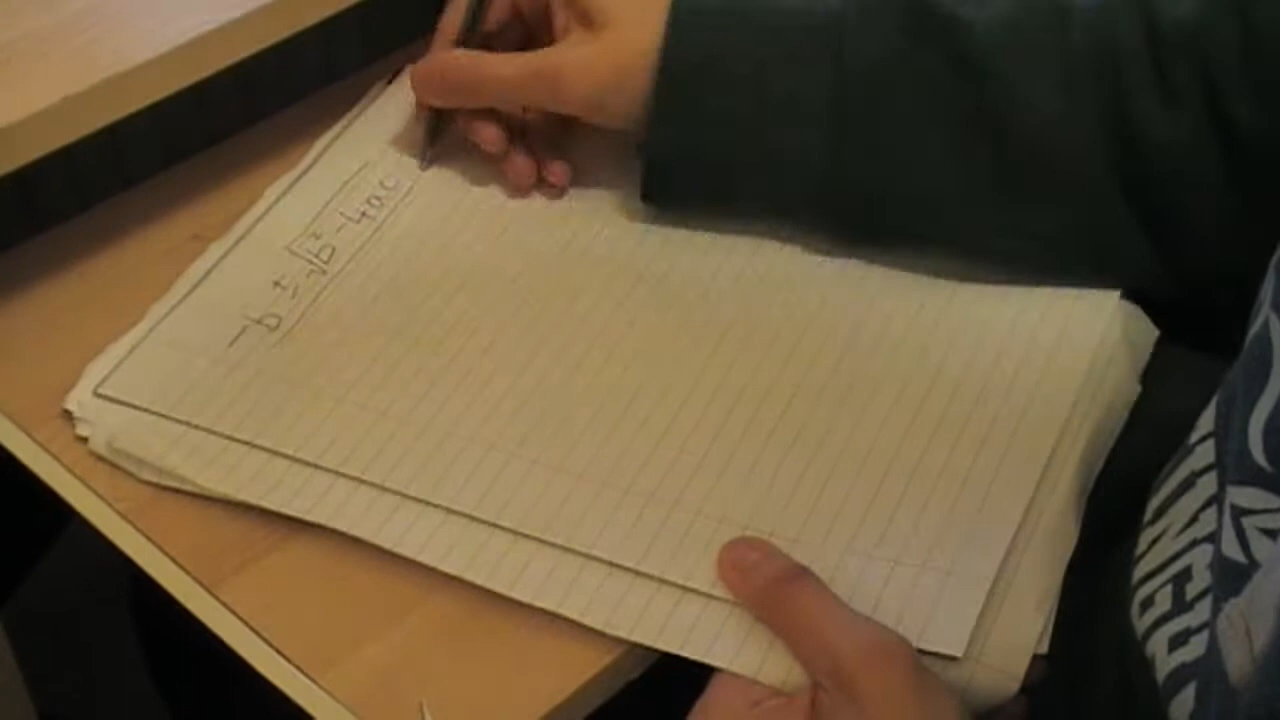 -b ± √b² - 4ac